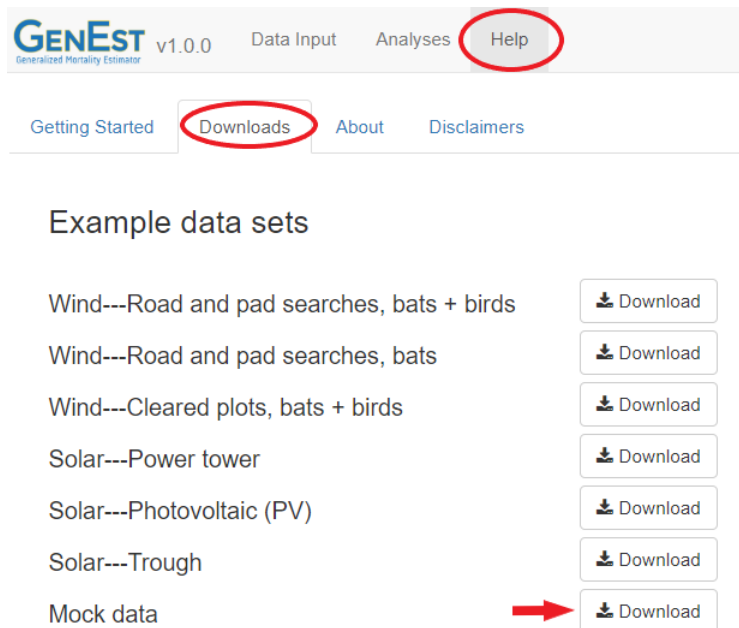 GENEST v1.0.0 Data Input Analyses Help
Generalized Mortality Estimator
Getting Started Downloads About Disclaimers
Example data sets
Wind---Road and pad searches, bats + birds Download
Wind---Road and pad searches, bats Download
Wind---Cleared plots, bats + birds Download
Solar---Power tower Download
Solar---Photovoltaic (PV) Download
Solar---Trough Download
Mock data Download